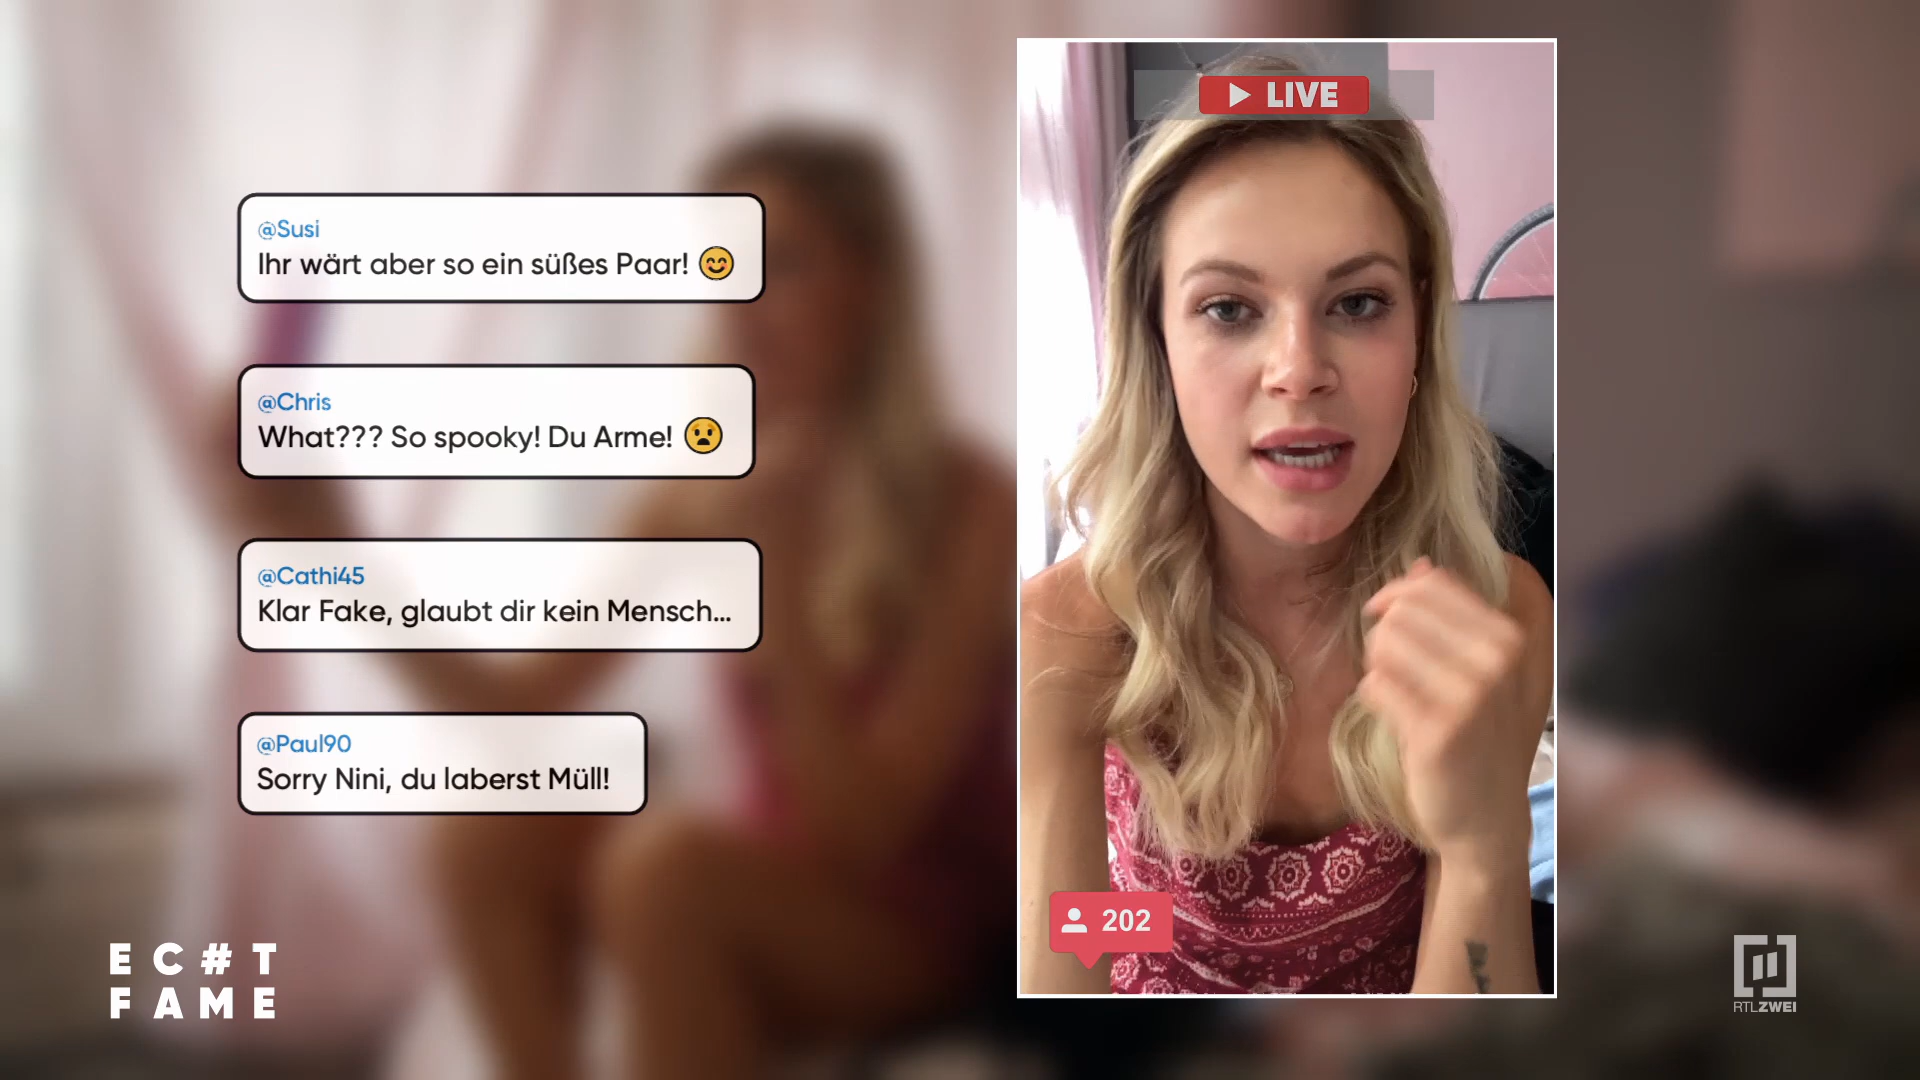 LIVE
@Susi
Ihr wärt aber so ein süßes Paar! 😊
@Chris
What??? So spooky! Du Arme! 😧
@Cathi45
Klar Fake, glaubt dir kein Mensch...
@Paul90
Sorry Nini, du laberst Müll!
202
EC#T
FAME
RTLZWEI